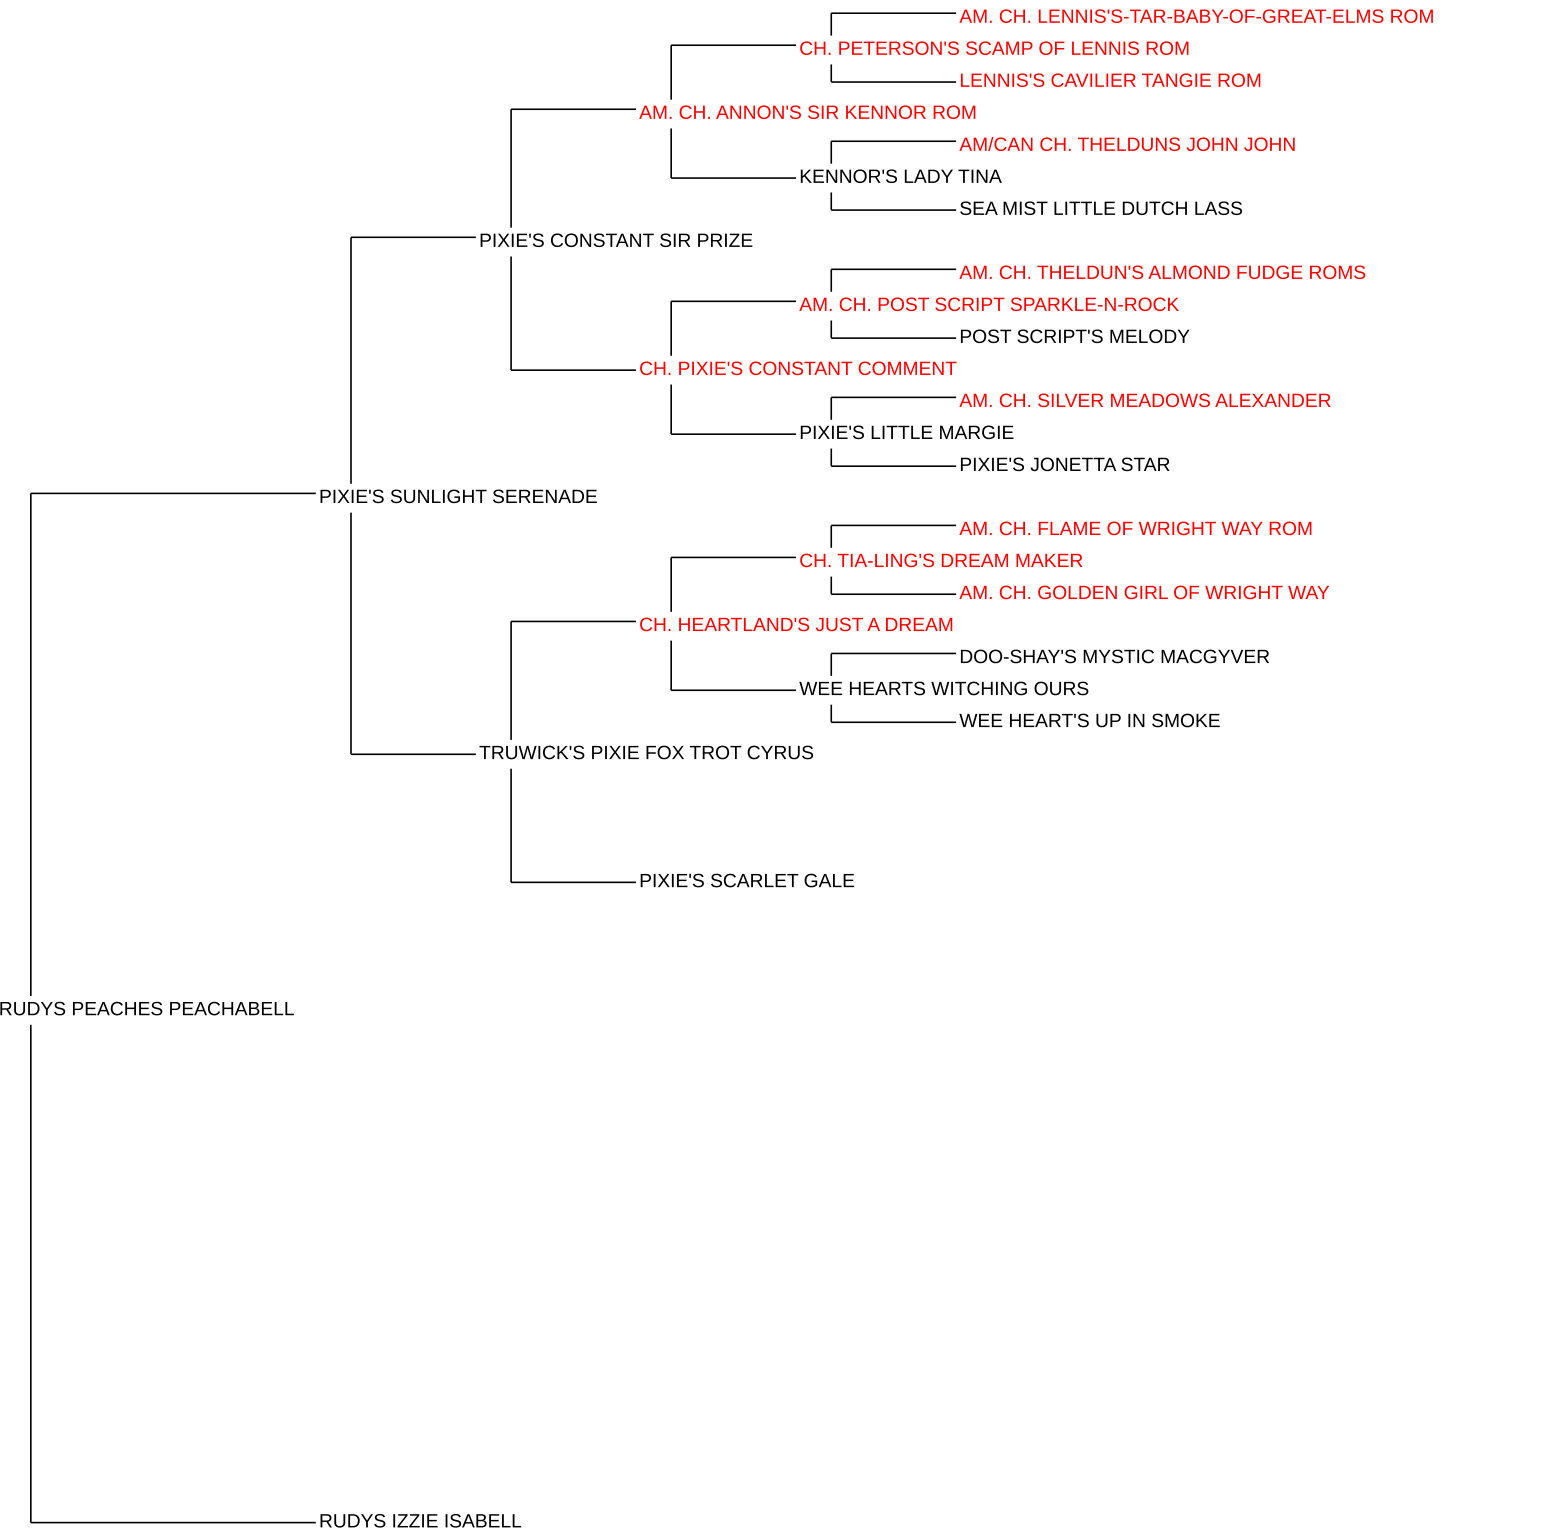 AM. CH. LENNIS'S-TAR-BABY-OF-GREAT-ELMS ROM
CH. PETERSON'S SCAMP OF LENNIS ROM
LENNIS'S CAVILIER TANGIE ROM
AM. CH. ANNON'S SIR KENNOR ROM
AM/CAN CH. THELDUNS JOHN JOHN
KENNOR'S LADY TINA
SEA MIST LITTLE DUTCH LASS
PIXIE'S CONSTANT SIR PRIZE
AM. CH. THELDUN'S ALMOND FUDGE ROMS
AM. CH. POST SCRIPT SPARKLE-N-ROCK
POST SCRIPT'S MELODY
CH. PIXIE'S CONSTANT COMMENT
AM. CH. SILVER MEADOWS ALEXANDER
PIXIE'S LITTLE MARGIE
PIXIE'S JONETTA STAR
PIXIE'S SUNLIGHT SERENADE
AM. CH. FLAME OF WRIGHT WAY ROM
CH. TIA-LING'S DREAM MAKER
AM. CH. GOLDEN GIRL OF WRIGHT WAY
CH. HEARTLAND'S JUST A DREAM
DOO-SHAY'S MYSTIC MACGYVER
WEE HEARTS WITCHING OURS
WEE HEART'S UP IN SMOKE
TRUWICK'S PIXIE FOX TROT CYRUS
PIXIE'S SCARLET GALE
RUDYS PEACHES PEACHABELL
RUDYS IZZIE ISABELL